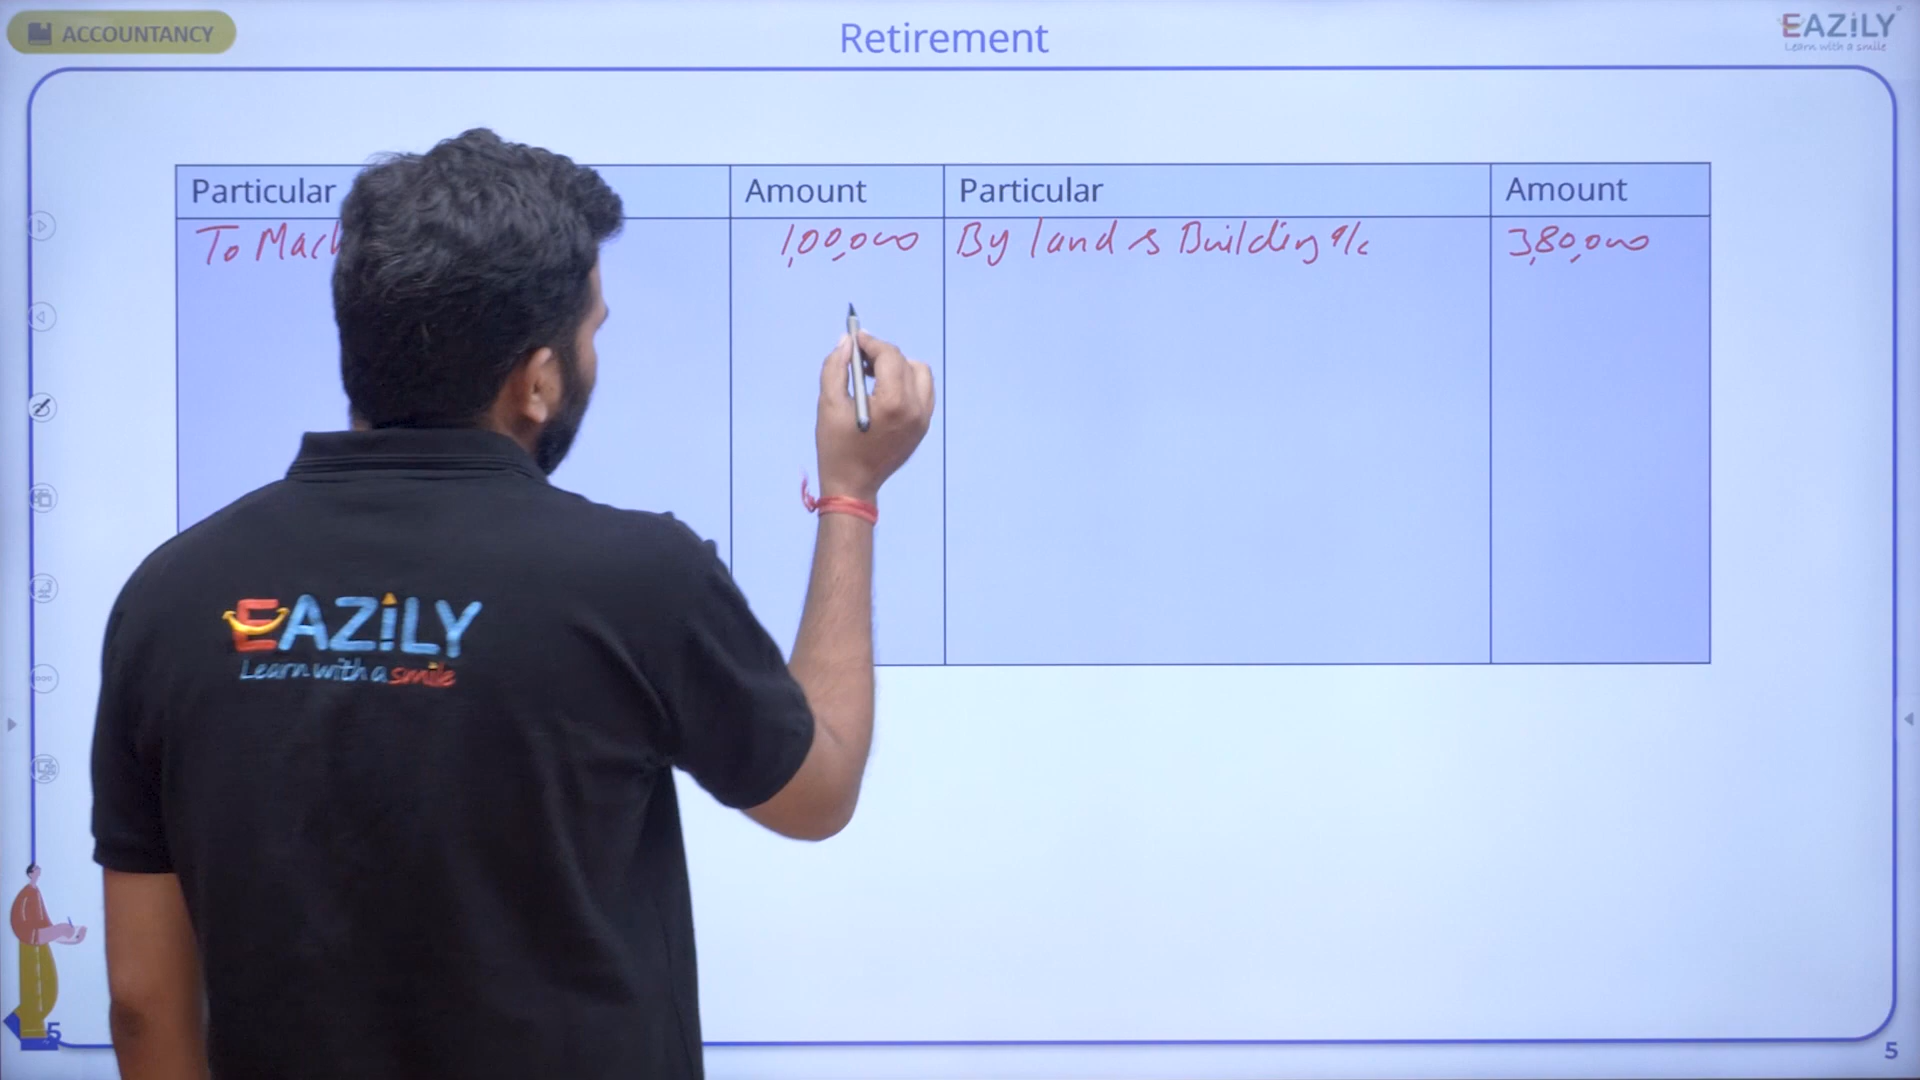 ACCOUNTANCY
Retirement
EAZiLY
Learn with a smile
Particular Amount Particular Amount
To 1,00,000 By land & Building a/c 3,80,000
EAZiLY
Learn with a smile
5
5